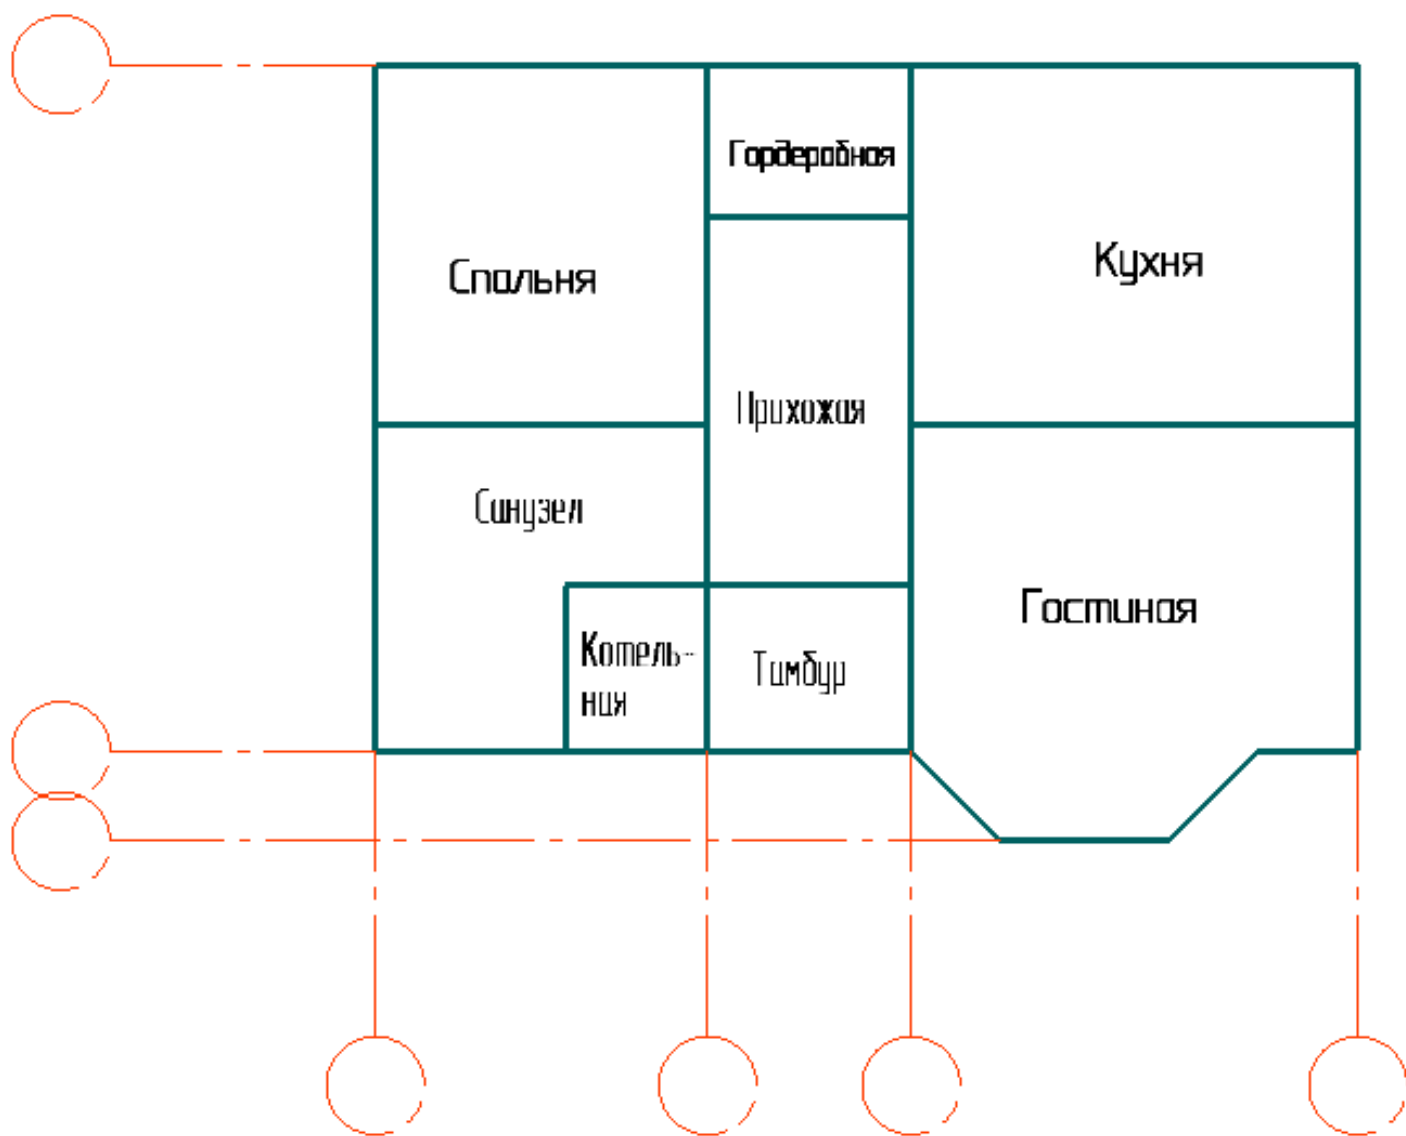 Гардеробная
Кухня
Спальня
Прихожая
Санузел
Гостиная
Котель-
ная
Тамбур